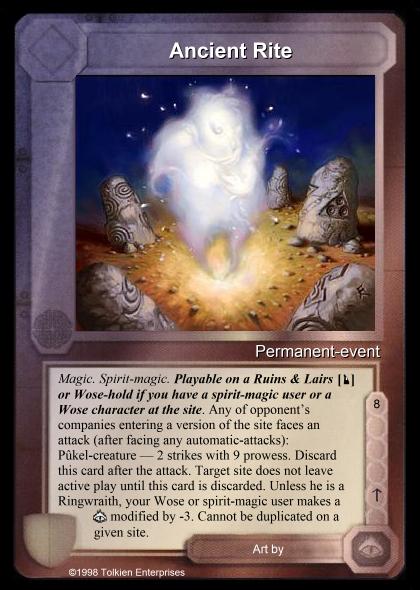 Ancient Rite
Permanent-event
Magic. Spirit-magic. Playable on a Ruins & Lairs [ ]
or Wose-hold if you have a spirit-magic user or a
Wose character at the site. Any of opponent's
companies entering a version of the site faces an
attack (after facing any automatic-attacks):
Pûkel-creature — 2 strikes with 9 prowess. Discard
this card after the attack. Target site does not leave
active play until this card is discarded. Unless he is a
Ringwraith, your Wose or spirit-magic user makes a
modified by -3. Cannot be duplicated on a
given site.
8
Art by
©1998 Tolkien Enterprises